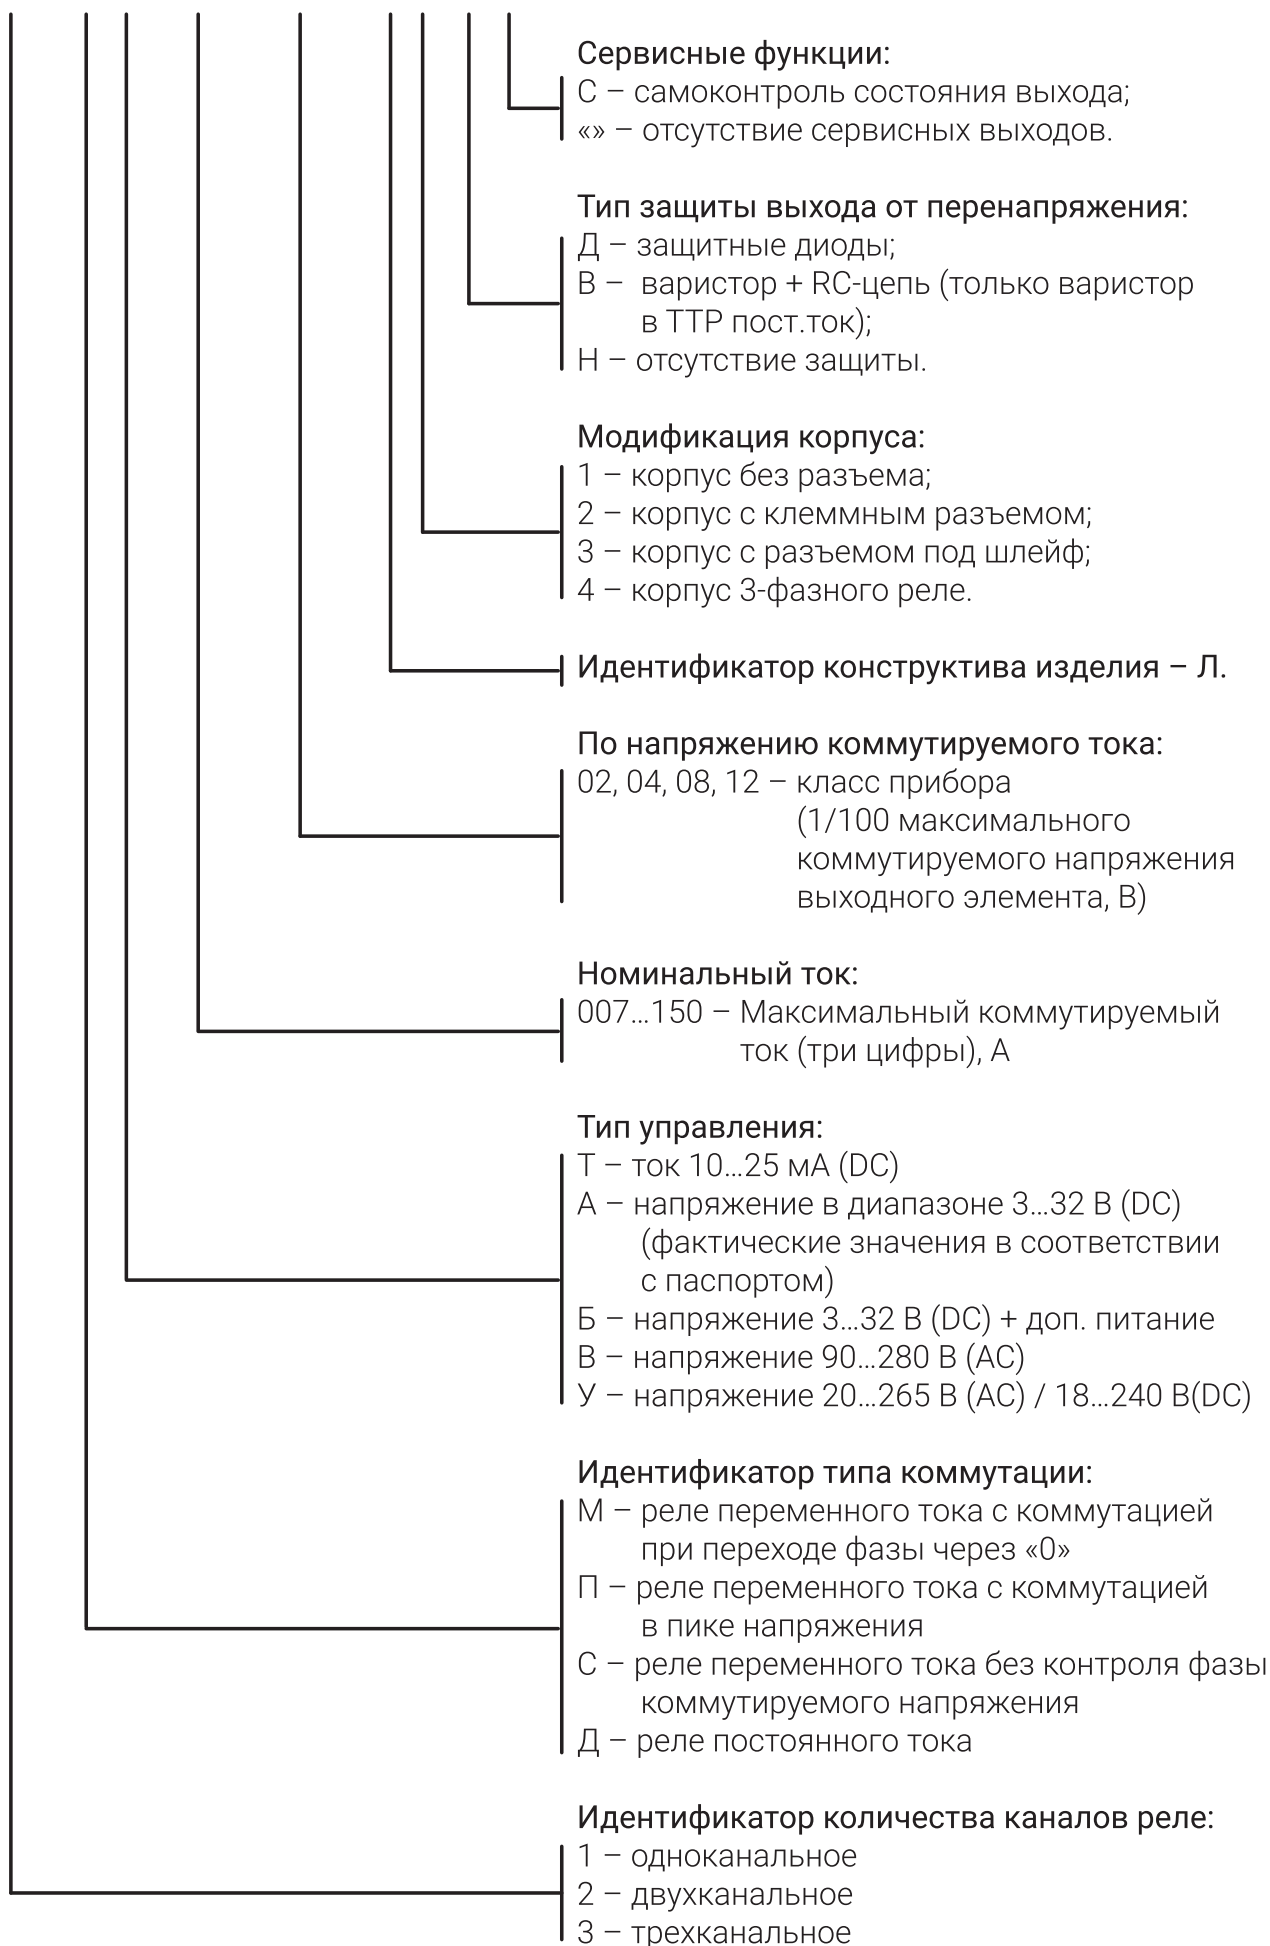 Сервисные функции:
С – самоконтроль состояния выхода;
«» – отсутствие сервисных выходов.
Тип защиты выхода от перенапряжения:
Д – защитные диоды;
В – варистор + RC-цепь (только варистор
в ТТР пост.ток);
Н – отсутствие защиты.
Модификация корпуса:
1 – корпус без разъема;
2 – корпус с клеммным разъемом;
3 – корпус с разъемом под шлейф;
4 – корпус 3-фазного реле.
Идентификатор конструктива изделия – Л.
По напряжению коммутируемого тока:
02, 04, 08, 12 – класс прибора
(1/100 максимального
коммутируемого напряжения
выходного элемента, В)
Номинальный ток:
007...150 – Максимальный коммутируемый
ток (три цифры), А
Тип управления:
Т – ток 10...25 мА (DC)
А – напряжение в диапазоне 3...32 В (DC)
(фактические значения в соответствии
с паспортом)
Б – напряжение 3...32 В (DC) + доп. питание
В – напряжение 90...280 В (AC)
У – напряжение 20...265 В (AC) / 18...240 В(DC)
Идентификатор типа коммутации:
М – реле переменного тока с коммутацией
при переходе фазы через «0»
П – реле переменного тока с коммутацией
в пике напряжения
С – реле переменного тока без контроля фазы
коммутируемого напряжения
Д – реле постоянного тока
Идентификатор количества каналов реле:
1 – одноканальное
2 – двухканальное
3 – трехканальное